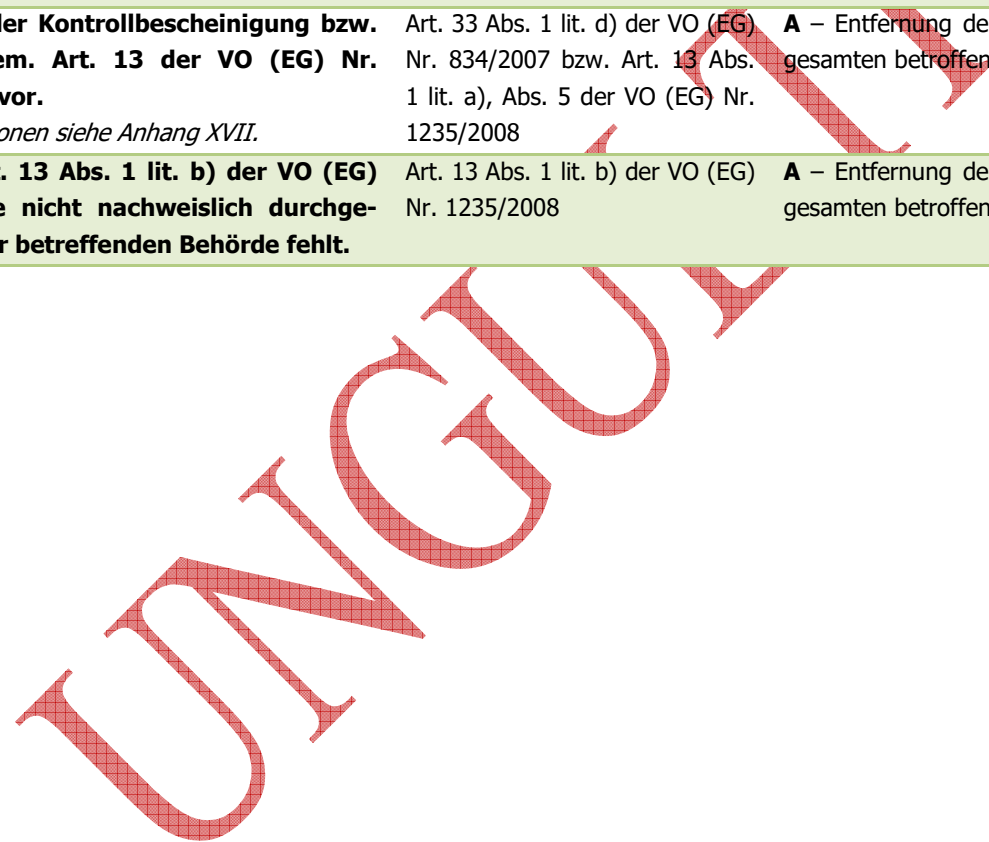 der Kontrollbescheinigung bzw.
em. Art. 13 der VO (EG) Nr.
vor.
onen siehe Anhang XVII.
Art. 33 Abs. 1 lit. d) der VO (EG)
Nr. 834/2007 bzw. Art. 13 Abs.
1 lit. a), Abs. 5 der VO (EG) Nr.
1235/2008
A – Entfernung de
gesamten betroffen
. 13 Abs. 1 lit. b) der VO (EG)
e nicht nachweislich durchge-
r betreffenden Behörde fehlt.
Art. 13 Abs. 1 lit. b) der VO (EG)
Nr. 1235/2008
A – Entfernung de
gesamten betroffen
UNGÜLTI